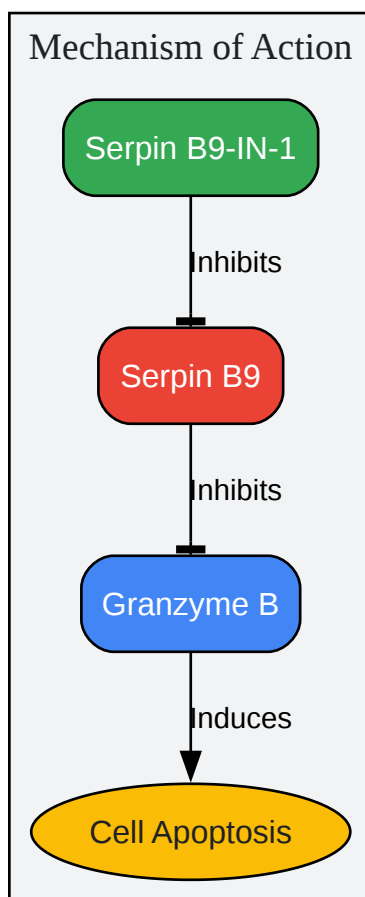 Mechanism of Action
Serpin B9-IN-1
Inhibits
Serpin B9
Inhibits
Granzyme B
Induces
Cell Apoptosis